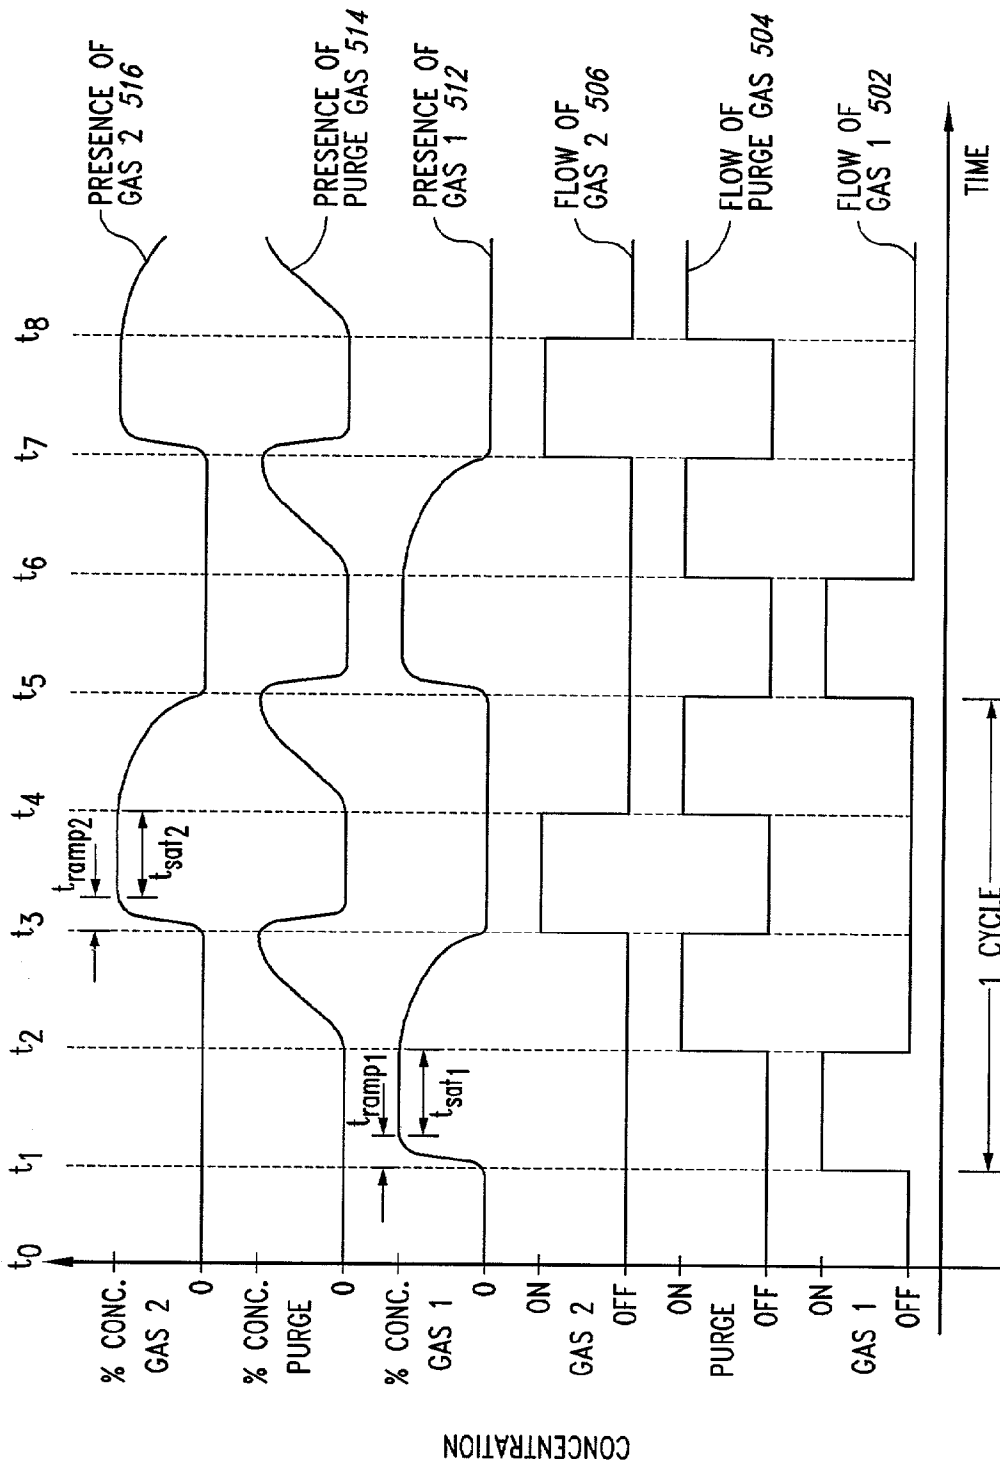 t0
t1
t2
t3
t4
t5
t6
t7
t8
% CONC.
GAS 2
0
tramp2
tsat2
PRESENCE OF
GAS 2 516
% CONC.
PURGE
0
PRESENCE OF
PURGE GAS 514
% CONC.
GAS 1
0
tramp1
tsat1
PRESENCE OF
GAS 1 512
ON
GAS 2
OFF
FLOW OF
GAS 2 506
ON
PURGE
OFF
FLOW OF
PURGE GAS 504
ON
GAS 1
OFF
FLOW OF
GAS 1 502
CONCENTRATION
TIME
1 CYCLE